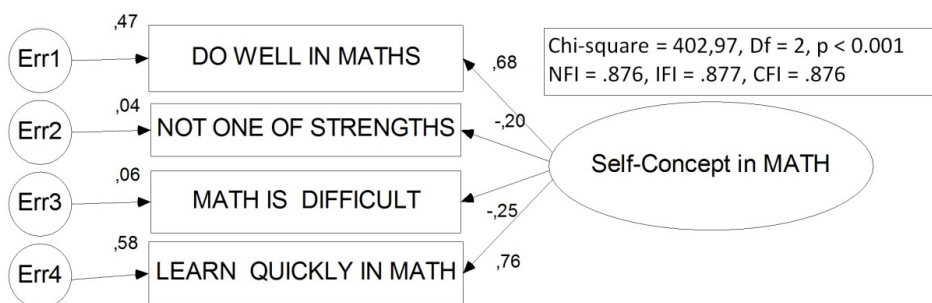 ,47
Err1
DO WELL IN MATHS
,68
Chi-square = 402,97, Df = 2, p < 0.001
NFI = .876, IFI = .877, CFI = .876
,04
Err2
NOT ONE OF STRENGTHS
-,20
Self-Concept in MATH
,06
Err3
MATH IS DIFFICULT
-,25
,58
Err4
LEARN QUICKLY IN MATH
,76